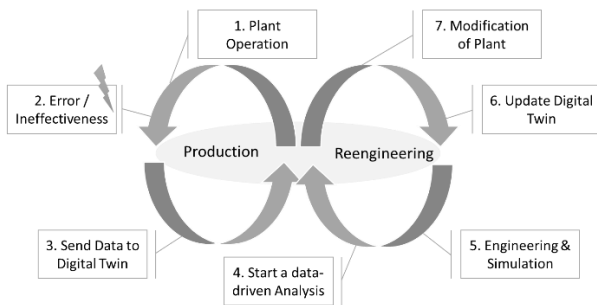 1. Plant
Operation
7. Modification
of Plant
2. Error /
Ineffectiveness
6. Update Digital
Twin
Production
Reengineering
3. Send Data to
Digital Twin
5. Engineering &
Simulation
4. Start a data-
driven Analysis